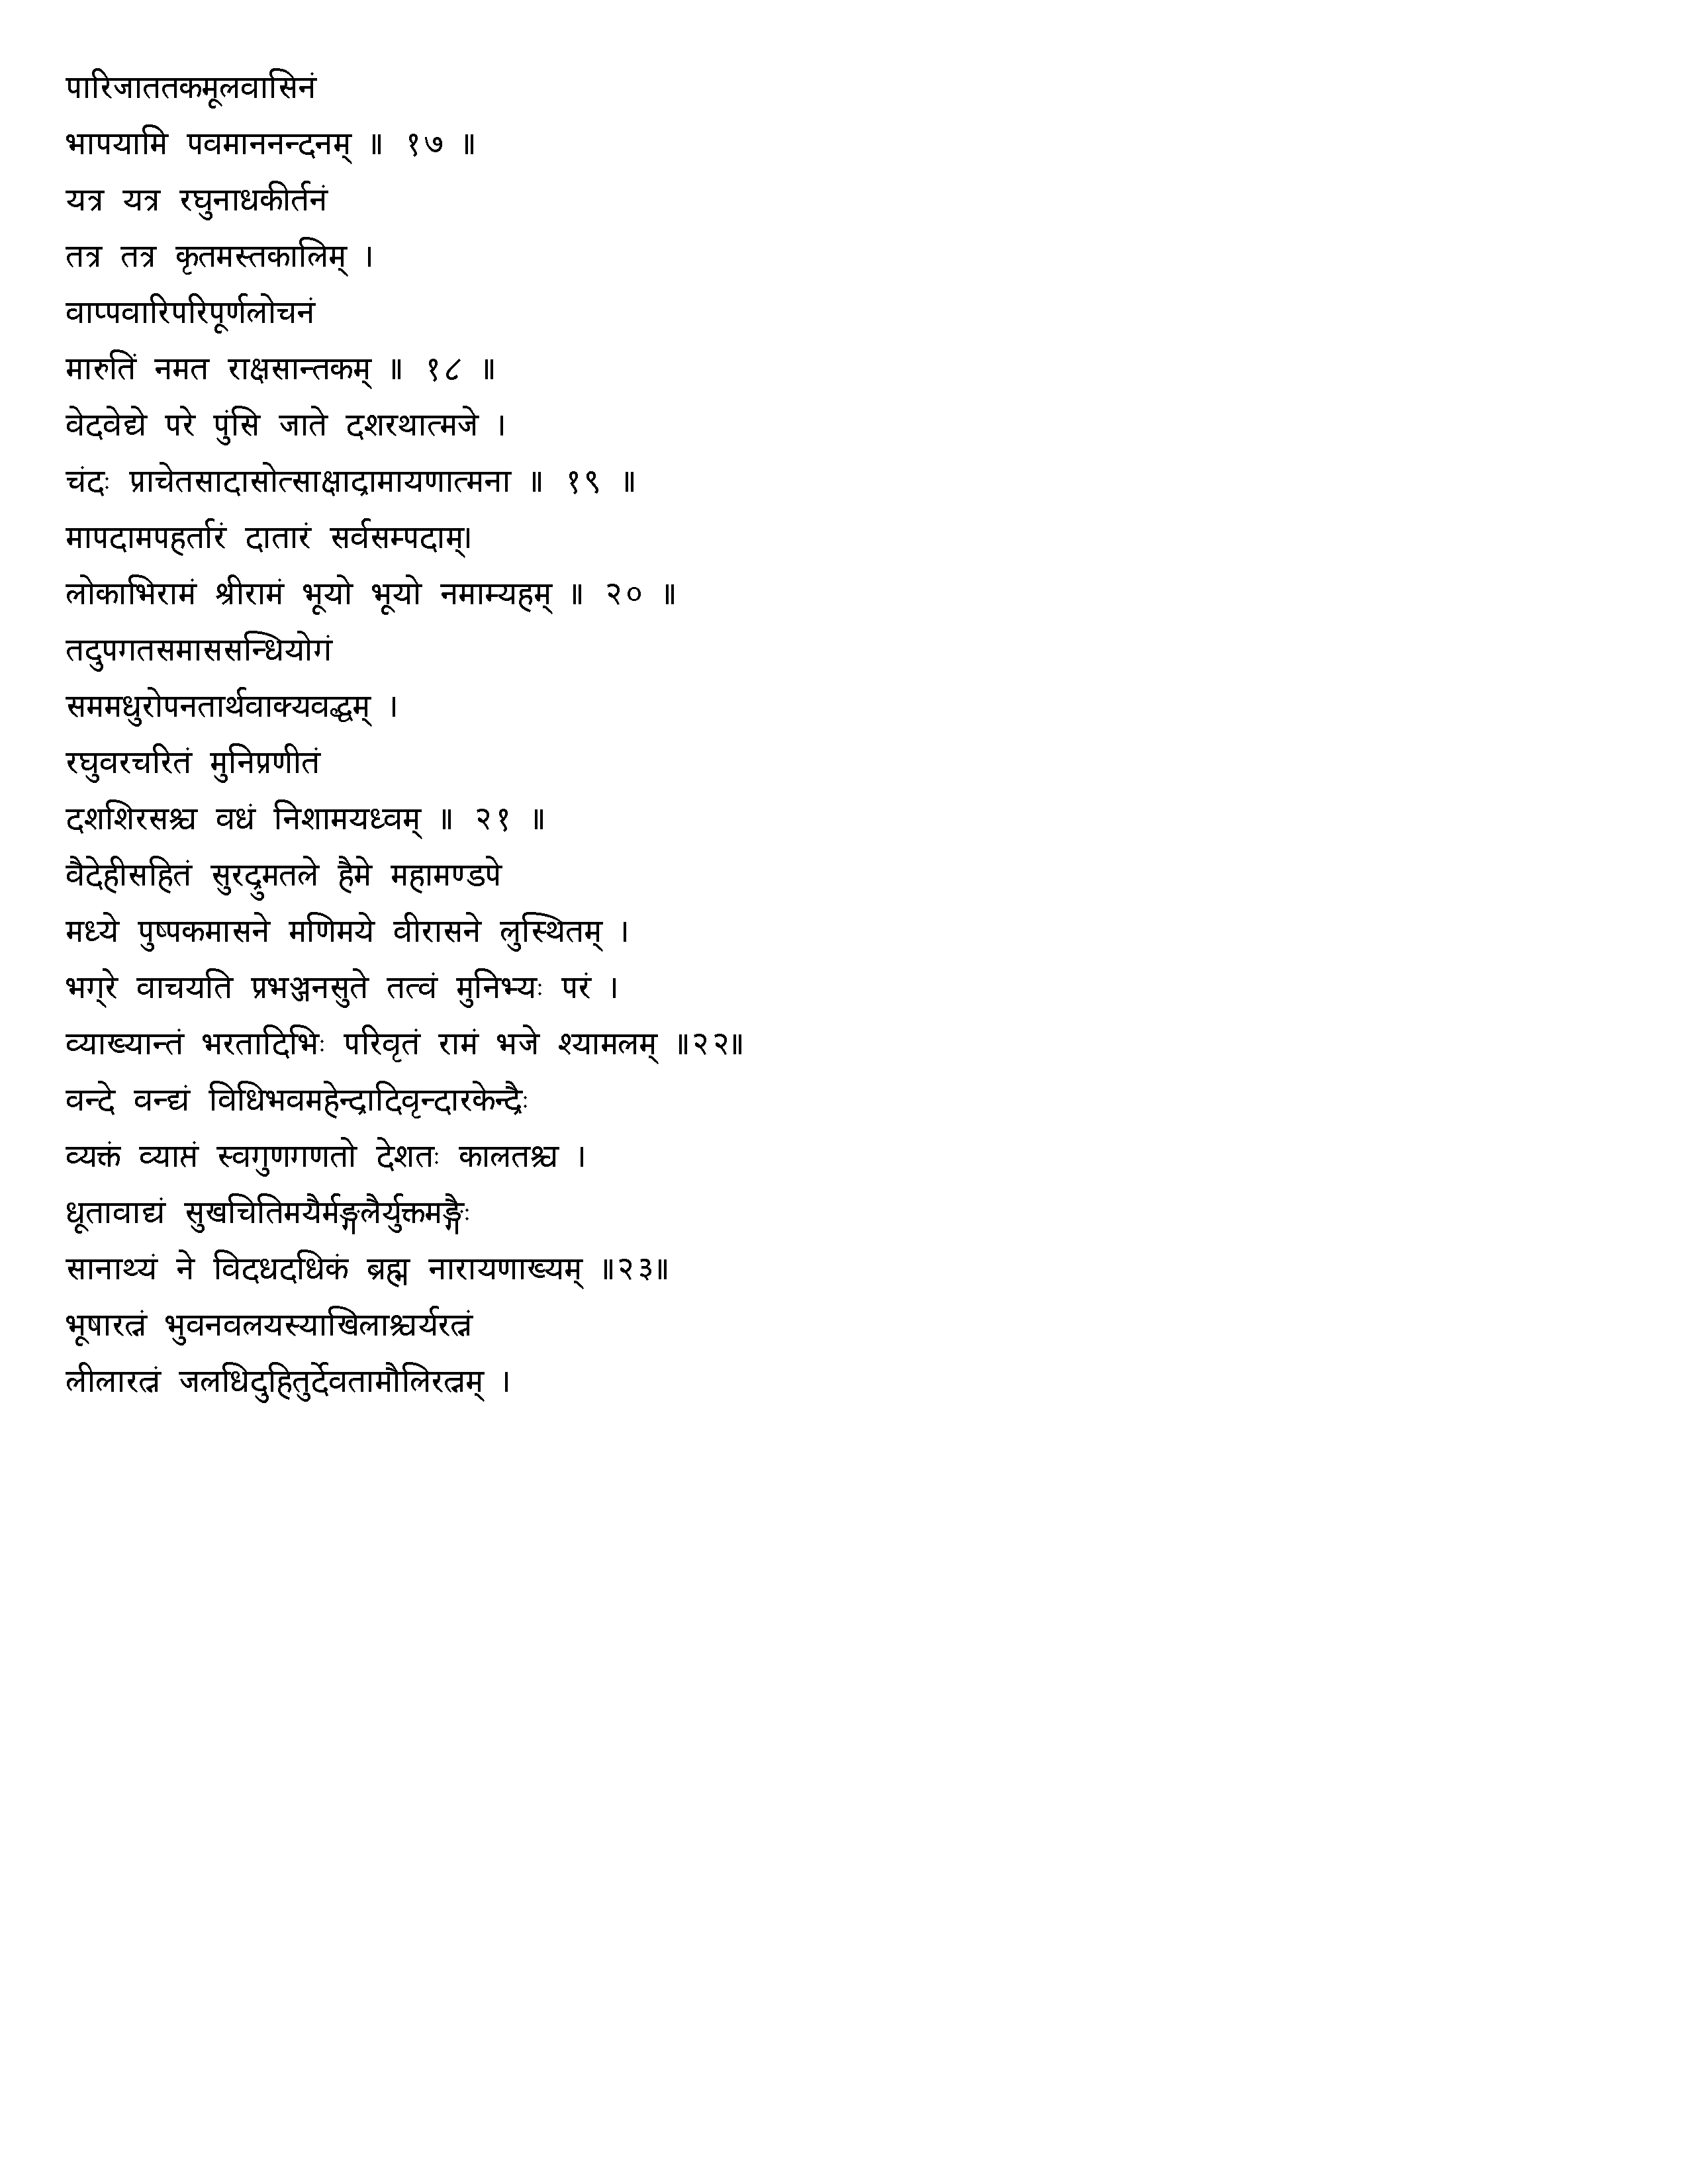 पारिजाततकमूलवासिनं
भापयामि पवमाननन्दनम् ॥ १७ ॥
यत्र यत्र रघुनाधकीर्तनं
तत्र तत्र कृतमस्तकालिम् ।
वाप्पवारिपरिपूर्णलोचनं
मारुतिं नमत राक्षसान्तकम् ॥ १८ ॥
वेदवेद्ये परे पुंसि जाते दशरथात्मजे ।
चंदः प्राचेतसादासोत्साक्षाद्रामायणात्मना ॥ १९ ॥
मापदामपहर्तारं दातारं सर्वसम्पदाम्।
लोकाभिरामं श्रीरामं भूयो भूयो नमाम्यहम् ॥ २० ॥
तदुपगतसमाससन्धियोगं
सममधुरोपनतार्थवाक्यवद्धम् ।
रघुवरचरितं मुनिप्रणीतं
दशशिरसश्च वधं निशामयध्वम् ॥ २१ ॥
वैदेहीसहितं सुरद्रुमतले हैमे महामण्डपे
मध्ये पुष्पकमासने मणिमये वीरासने लुस्थितम् ।
भग्रे वाचयति प्रभञ्जनसुते तत्वं मुनिभ्यः परं ।
व्याख्यान्तं भरतादिभिः परिवृतं रामं भजे श्यामलम् ॥२२॥
वन्दे वन्द्यं विधिभवमहेन्द्रादिवृन्दारकेन्द्रैः
व्यक्तं व्याप्तं स्वगुणगणतो देशतः कालतश्च ।
धूतावाद्यं सुखचितिमयैर्मङ्गलैर्युक्तमङ्गैः
सानाथ्यं ने विदधदधिकं ब्रह्म नारायणाख्यम् ॥२३॥
भूषारत्नं भुवनवलयस्याखिलाश्चर्यरत्नं
लीलारत्नं जलधिदुहितुर्देवतामौलिरत्नम् ।